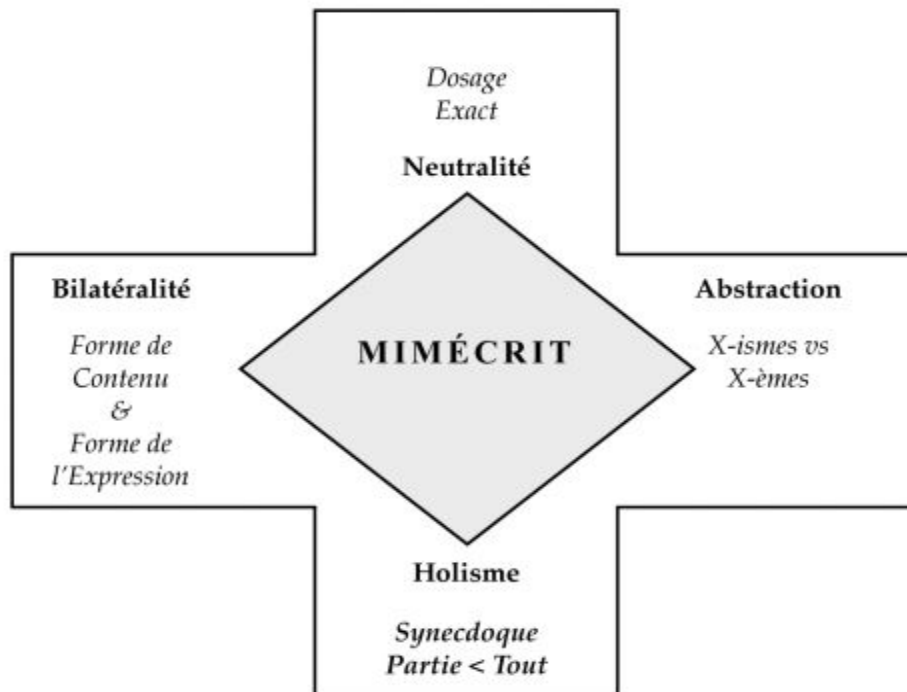 Dosage
Exact
Neutralité
Bilatéralité
Forme de
Contenu
&
Forme de
l'Expression
MIMÉCRIT
Abstraction
X-ismes vs
X-èmes
Holisme
Synecdoque
Partie < Tout